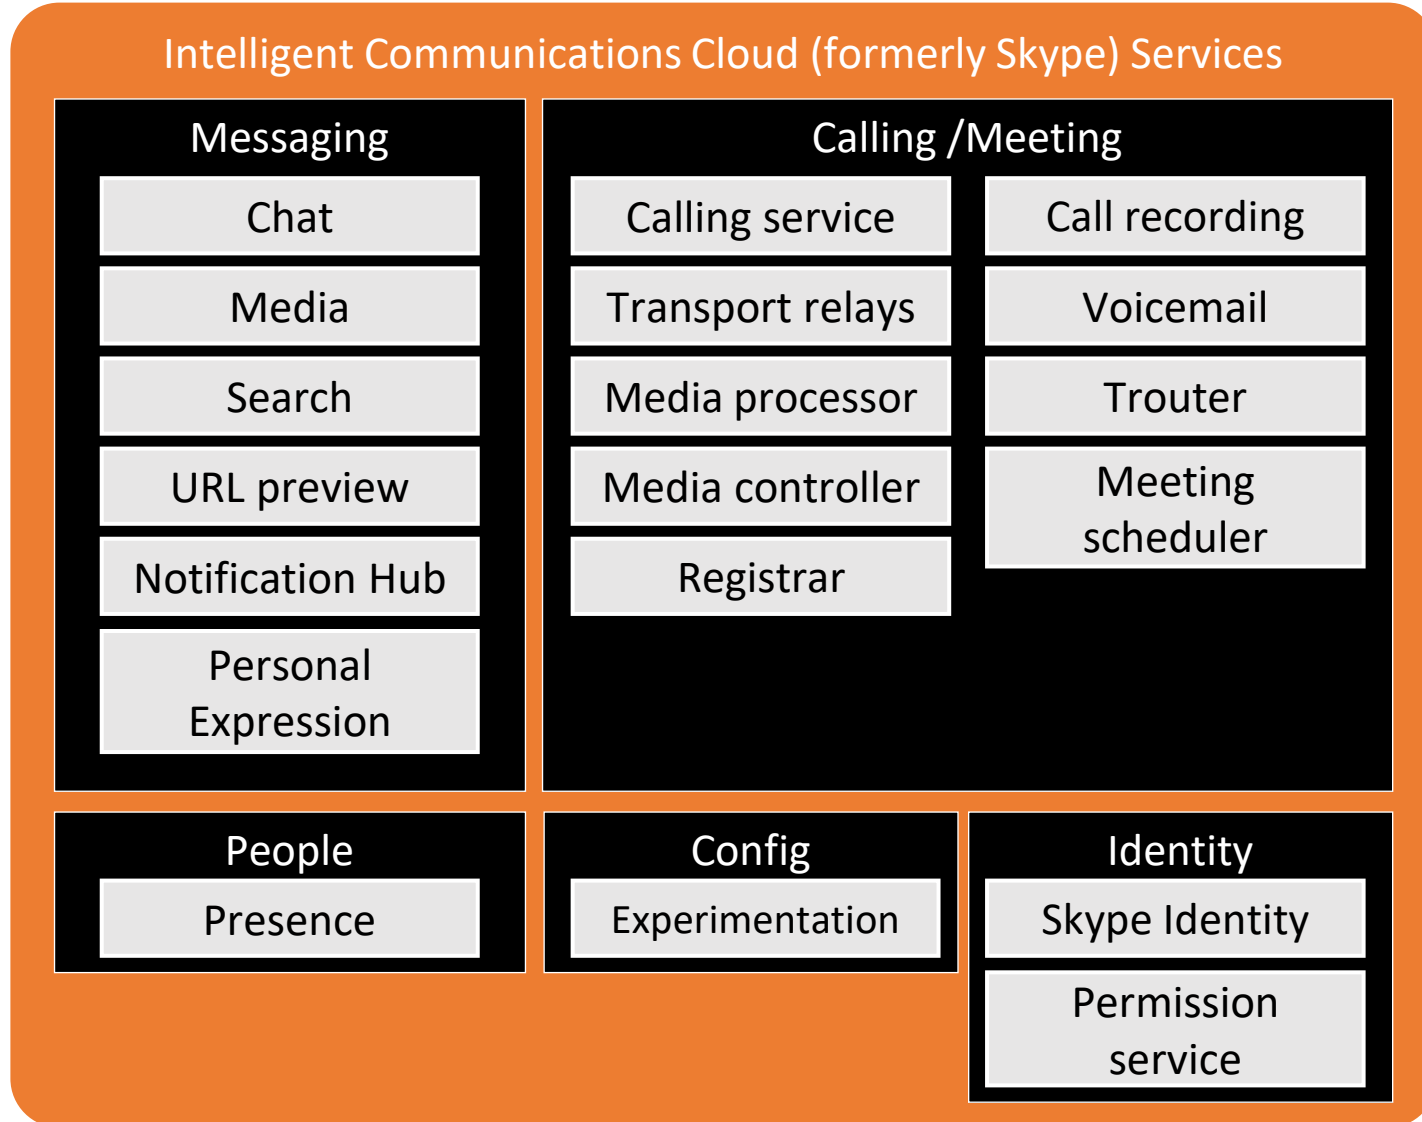 Intelligent Communications Cloud (formerly Skype) Services
Messaging
Chat
Media
Search
URL preview
Notification Hub
Personal
Expression
Calling /Meeting
Calling service
Transport relays
Media processor
Media controller
Registrar
Call recording
Voicemail
Trouter
Meeting
scheduler
People
Presence
Config
Experimentation
Identity
Skype Identity
Permission
service